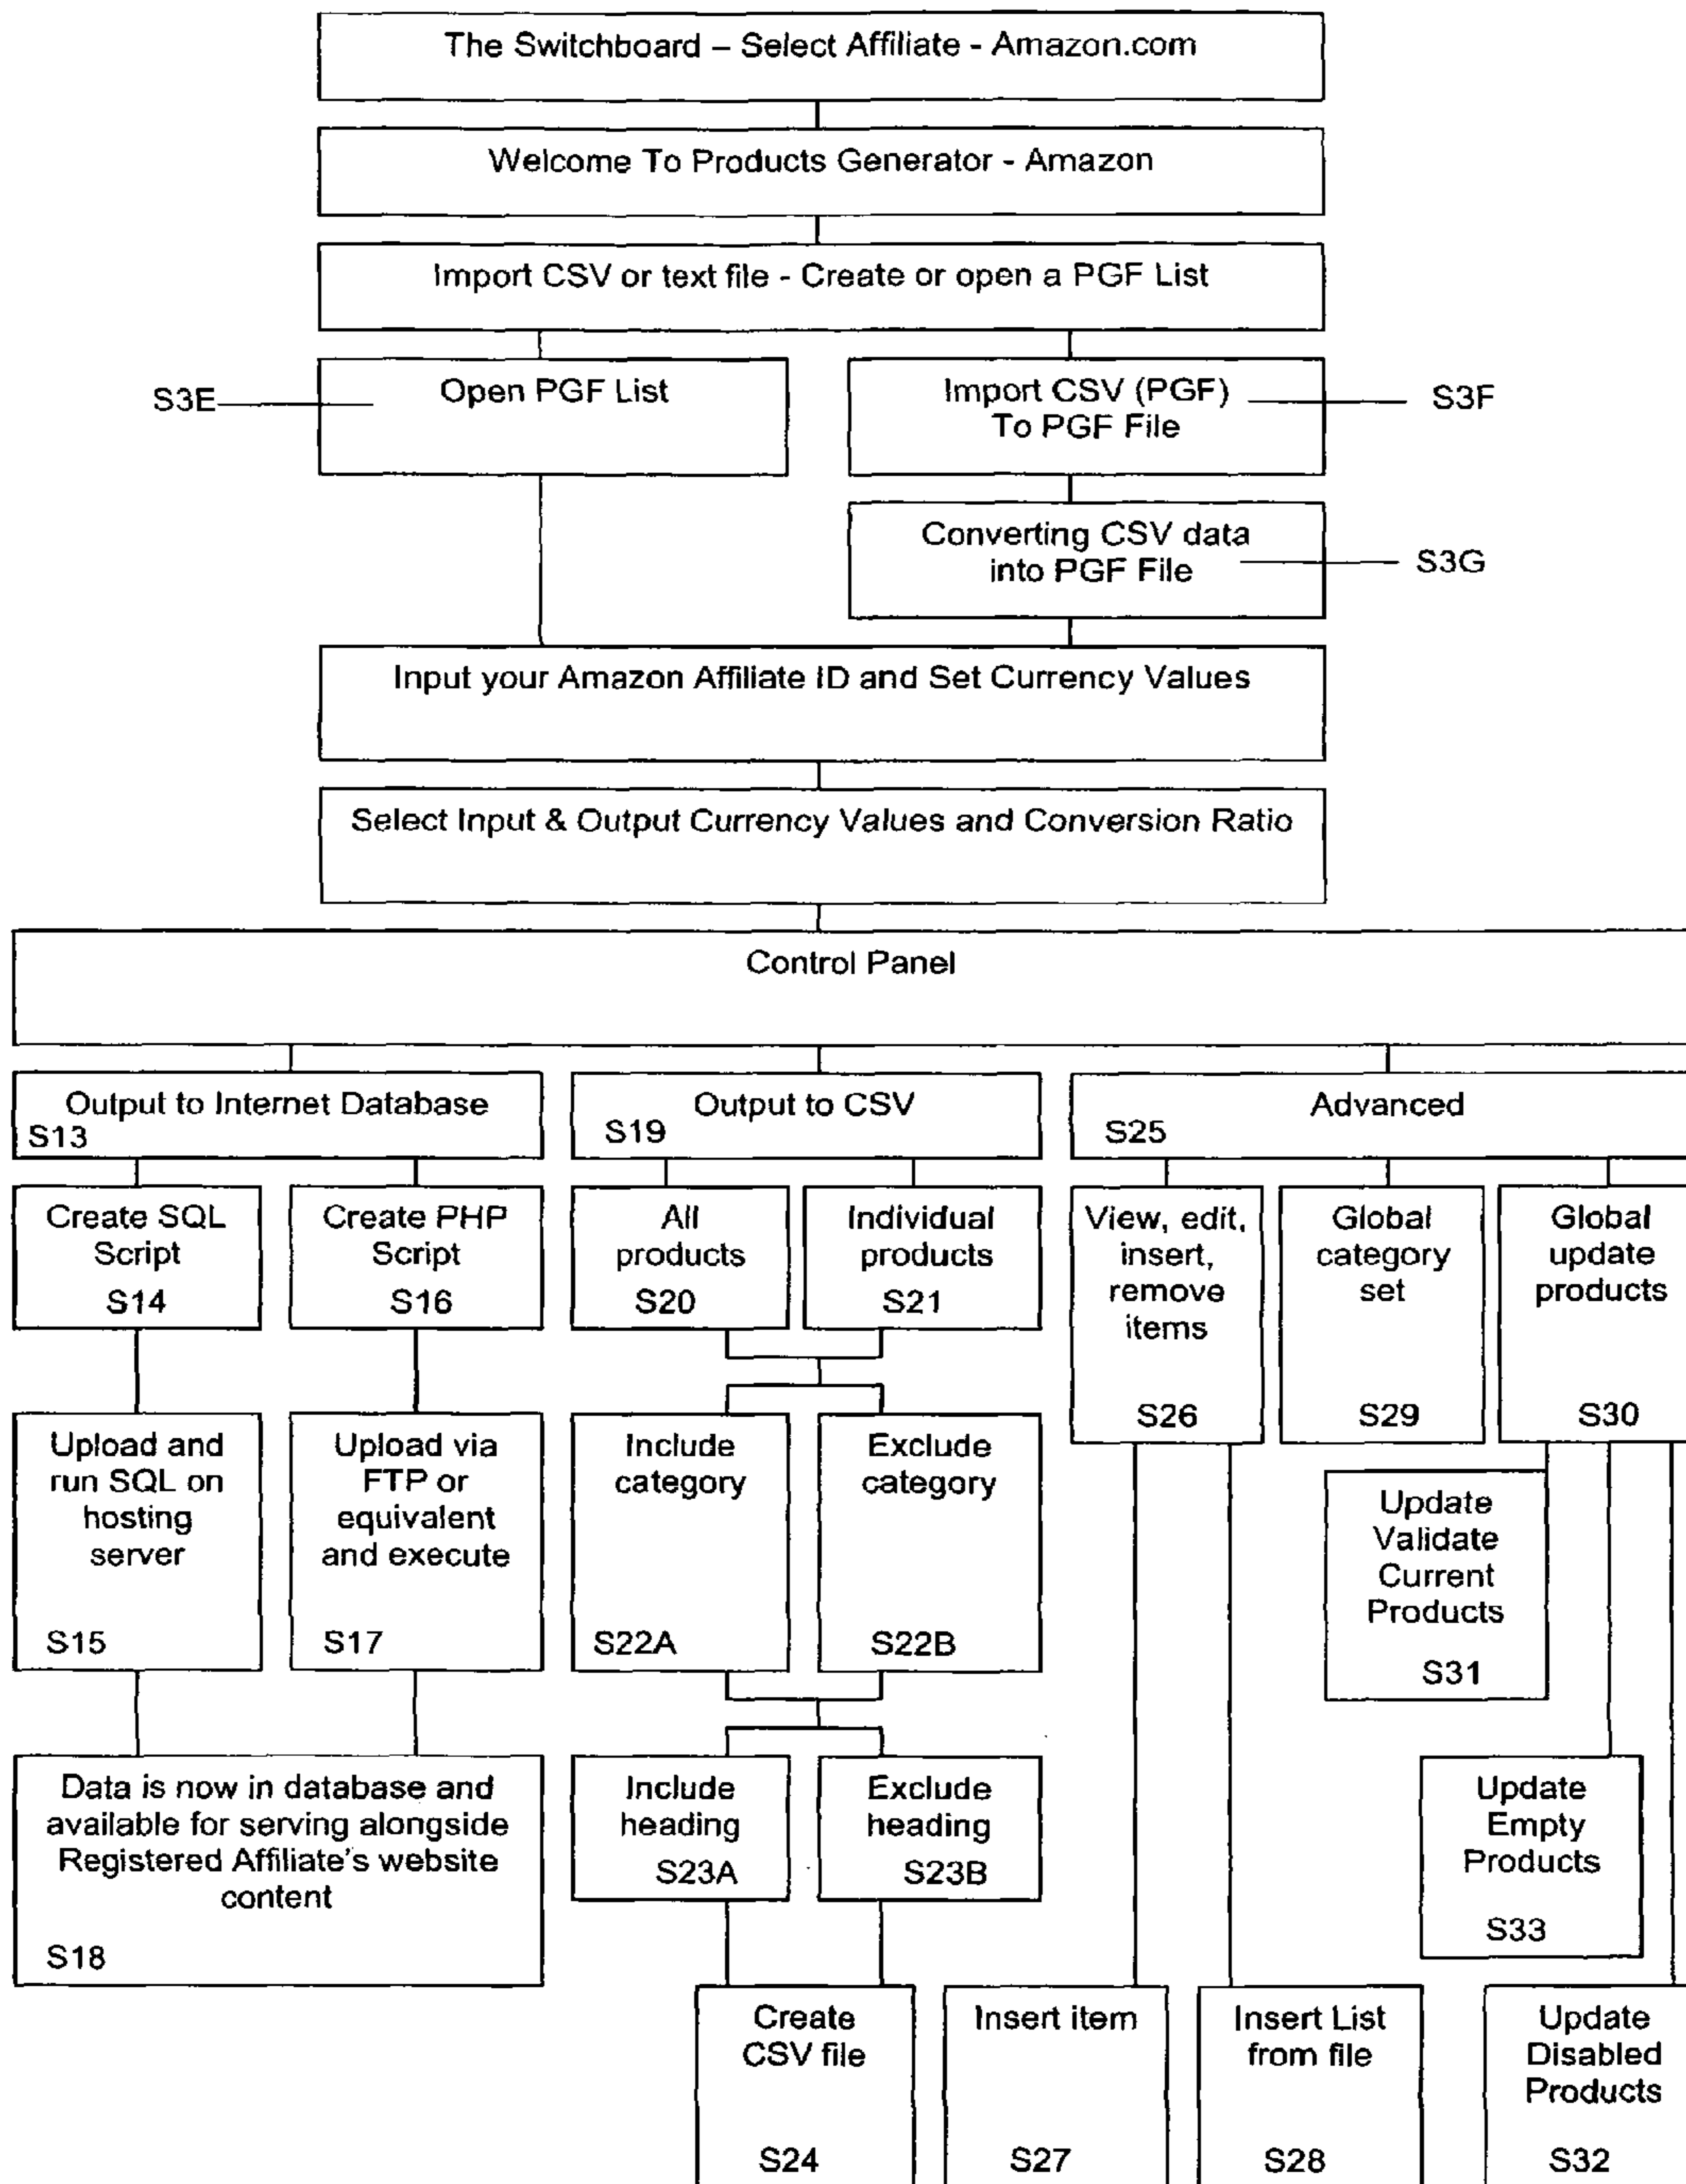 The Switchboard – Select Affiliate - Amazon.com
Welcome To Products Generator - Amazon
Import CSV or text file - Create or open a PGF List
S3E
Open PGF List
Import CSV (PGF)
To PGF File
S3F
Converting CSV data
into PGF File
S3G
Input your Amazon Affiliate ID and Set Currency Values
Select Input & Output Currency Values and Conversion Ratio
Control Panel
Output to Internet Database
S13
Output to CSV
S19
Advanced
S25
Create SQL
Script
S14
Create PHP
Script
S16
All
products
S20
Individual
products
S21
View, edit,
insert,
remove
items
S26
Global
category
set
S29
Global
update
products
S30
Upload and
run SQL on
hosting
server
S15
Upload via
FTP or
equivalent
and execute
S17
Include
category
S22A
Exclude
category
S22B
Update
Validate
Current
Products
S31
Data is now in database and
available for serving alongside
Registered Affiliate's website
content
S18
Include
heading
S23A
Exclude
heading
S23B
Update
Empty
Products
S33
Create
CSV file
S24
Insert item
S27
Insert List
from file
S28
Update
Disabled
Products
S32